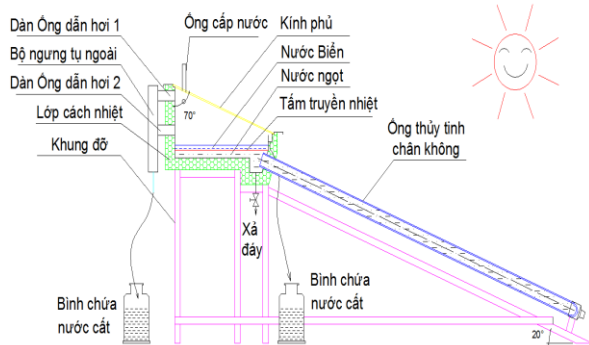 Dàn Ống dẫn hơi 1
Bộ ngưng tụ ngoài
Dàn Ống dẫn hơi 2
Lớp cách nhiệt
Khung đỡ
Ống cấp nước
Kính phủ
Nước Biển
Nước ngọt
Tấm truyền nhiệt
70°
Ống thủy tinh
chân không
Xả
đáy
Bình chứa
nước cất
Bình chứa
nước cất
20°